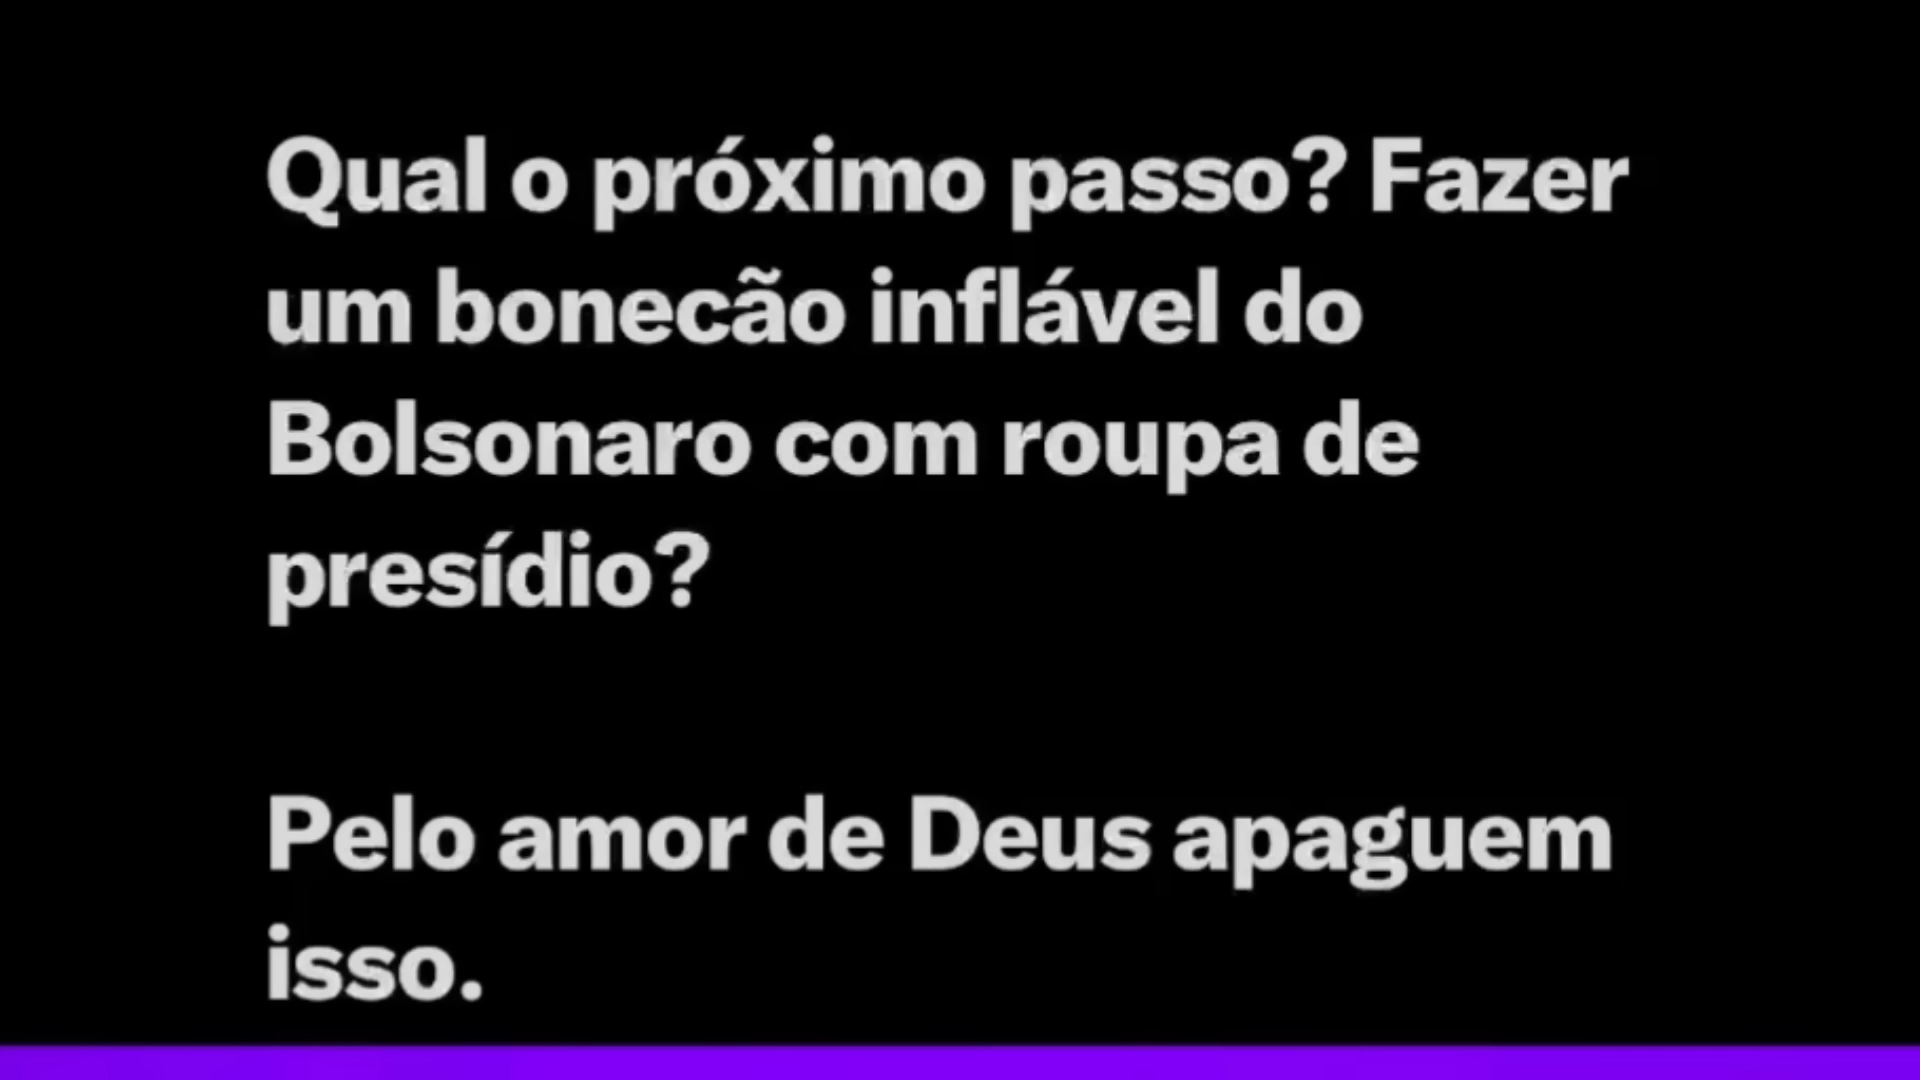 Qual o próximo passo? Fazer
um bonecão inflável do
Bolsonaro com roupa de
presídio?
Pelo amor de Deus apaguem
isso.